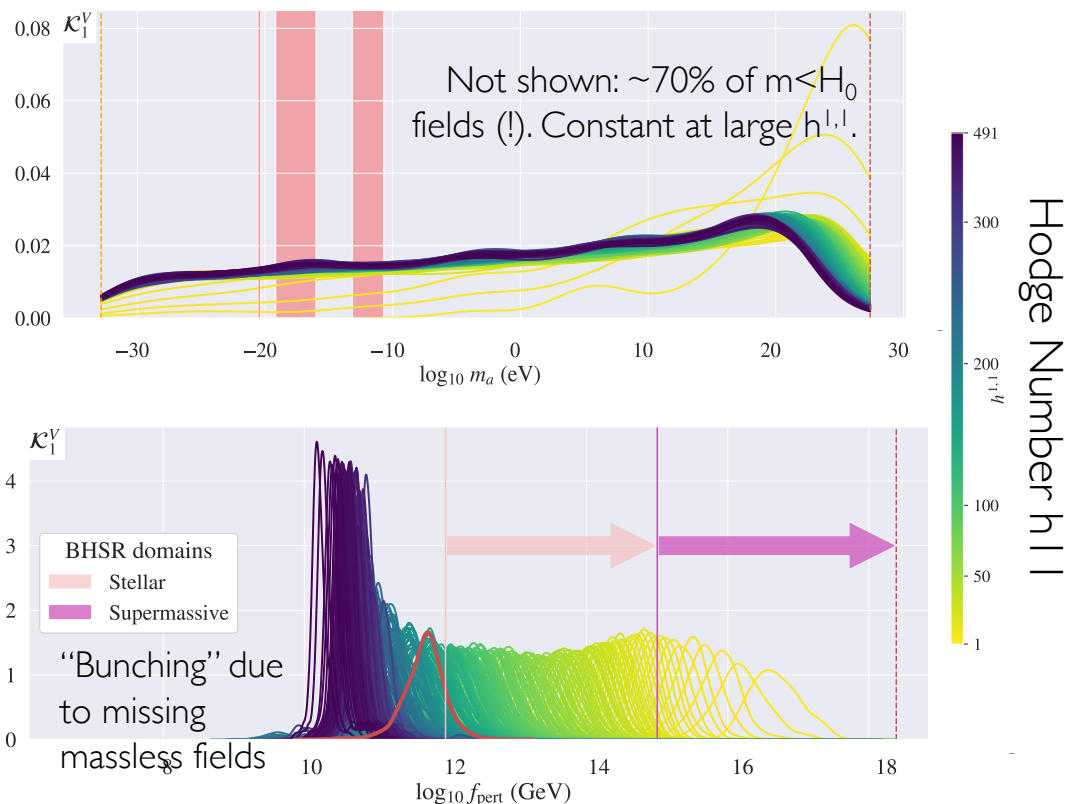 0.08
𝒦₁ⱽ
0.06
0.04
0.02
0.00
Not shown: ~70% of m<H₀
fields (!). Constant at large h¹,¹.
−30
−20
−10
0
10
20
30
log₁₀ mₐ (eV)
𝒦₁ⱽ
4
3
2
1
0
BHSR domains
Stellar
Supermassive
“Bunching” due
to missing
massless fields
8
10
12
14
16
18
log₁₀ f_pert (GeV)
491
300
200
100
50
1
h¹,¹
Hodge Number h11